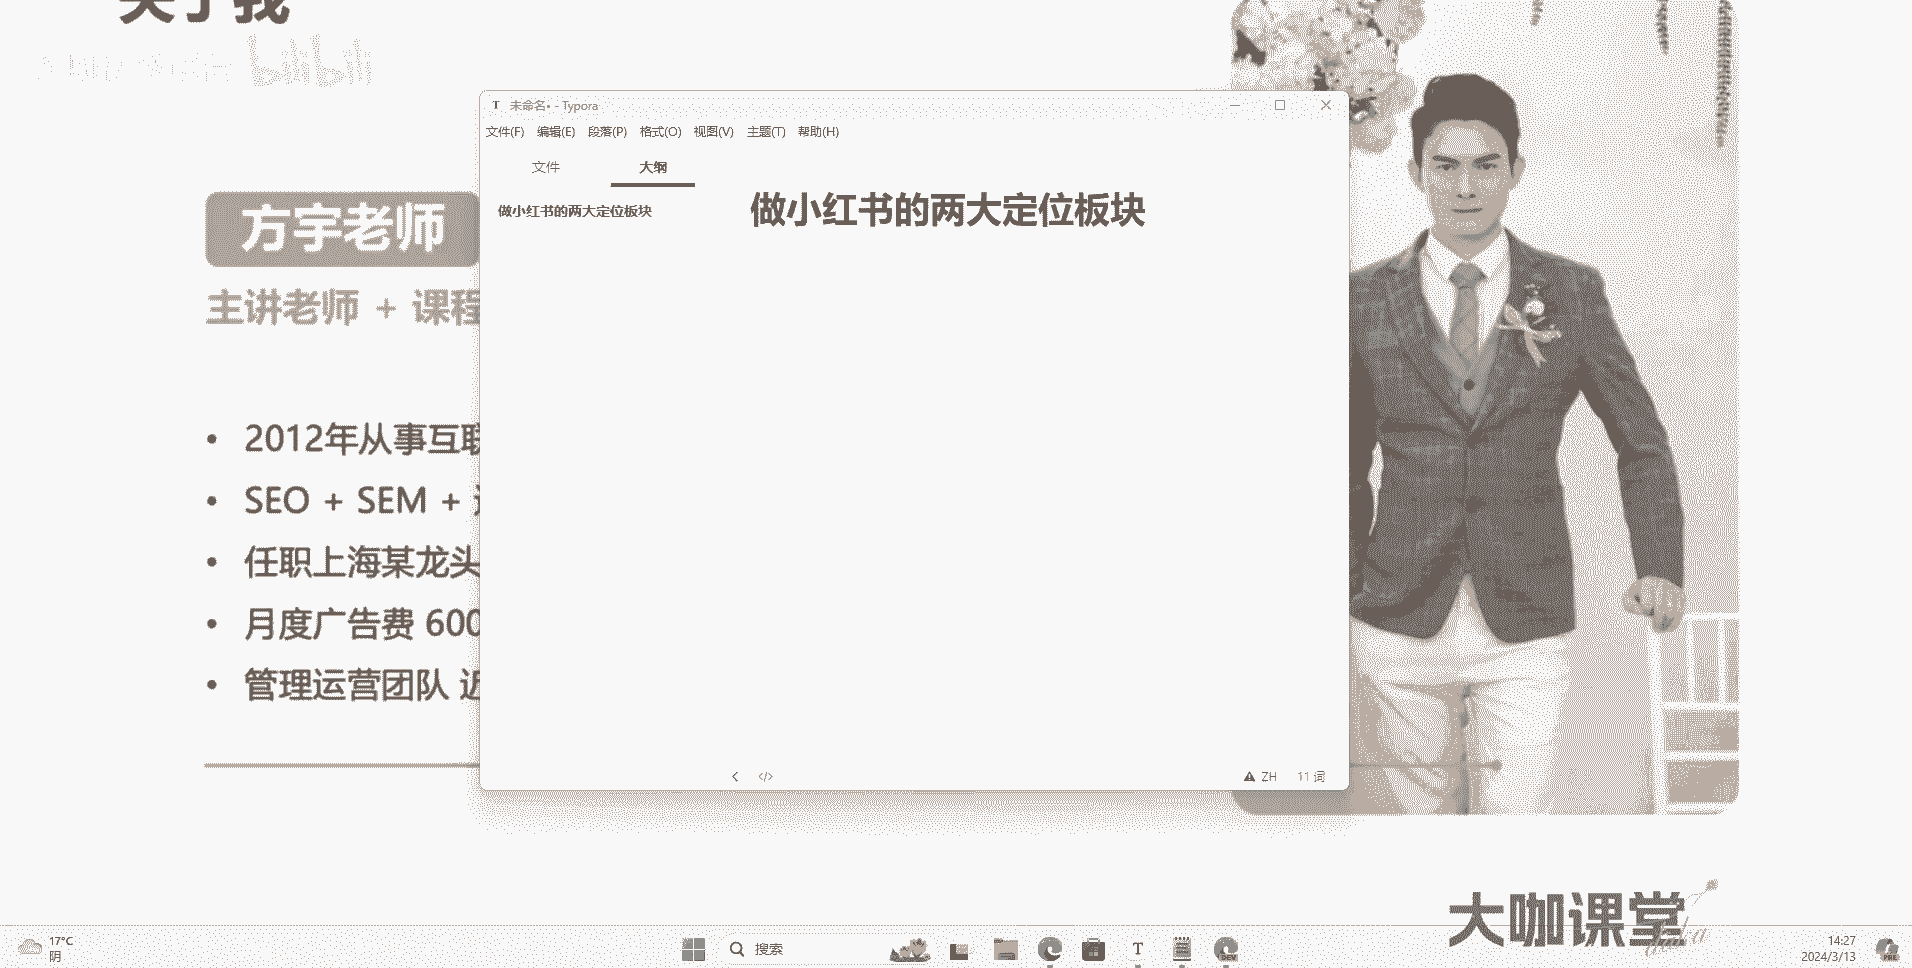 关于我
bilibili
未命名• - Typora
文件(F) 编辑(E) 段落(P) 格式(O) 视图(V) 主题(T) 帮助(H)
文件 大纲
做小红书的两大定位板块
做小红书的两大定位板块
方宇老师
主讲老师 + 课程
2012年从事互联
SEO + SEM +
任职上海某龙头
月度广告费 600
管理运营团队 近
</>
ZH 11 词
大咖课堂
17°C
阴
搜索
T
DEV
14:27
2024/3/13
PRE